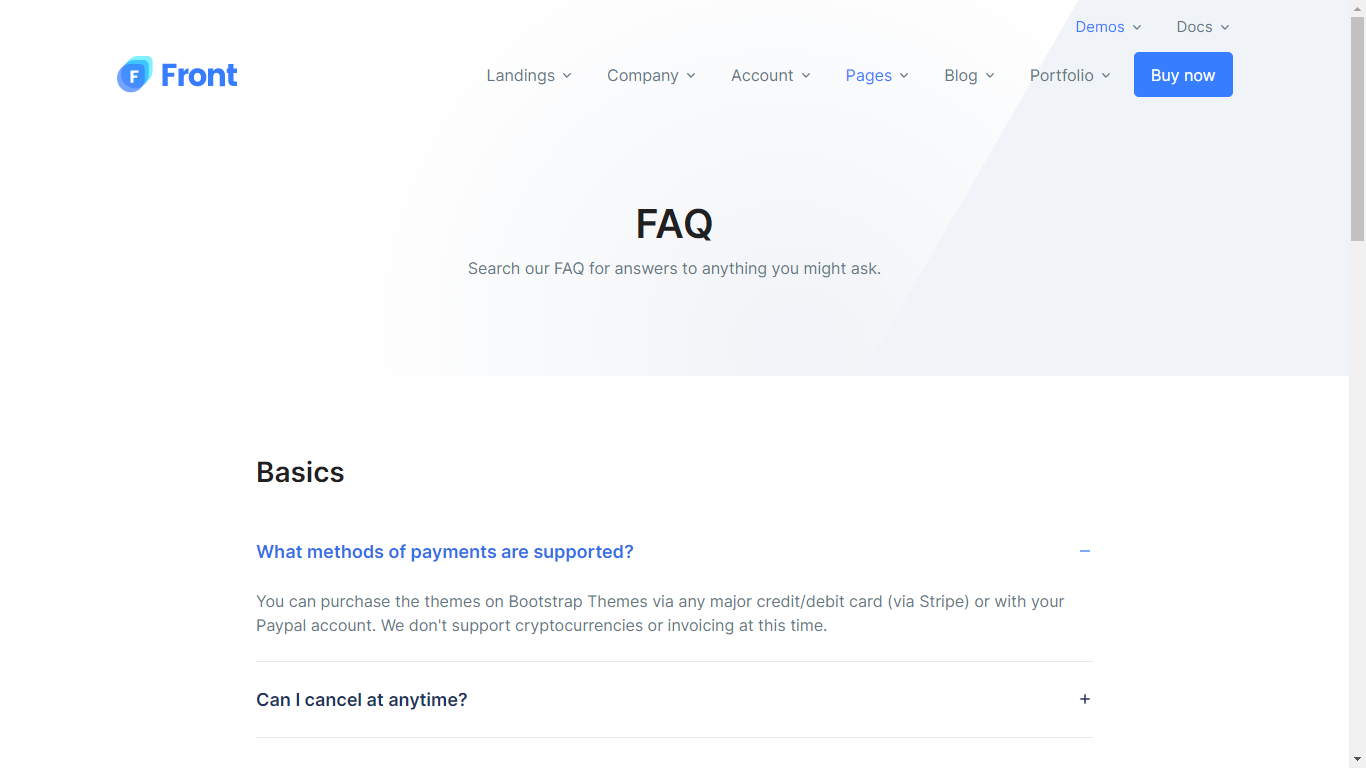 Demos Docs
F Front Landings Company Account Pages Blog Portfolio Buy now
FAQ
Search our FAQ for answers to anything you might ask.
Basics
What methods of payments are supported?
You can purchase the themes on Bootstrap Themes via any major credit/debit card (via Stripe) or with your
Paypal account. We don't support cryptocurrencies or invoicing at this time.
Can I cancel at anytime?